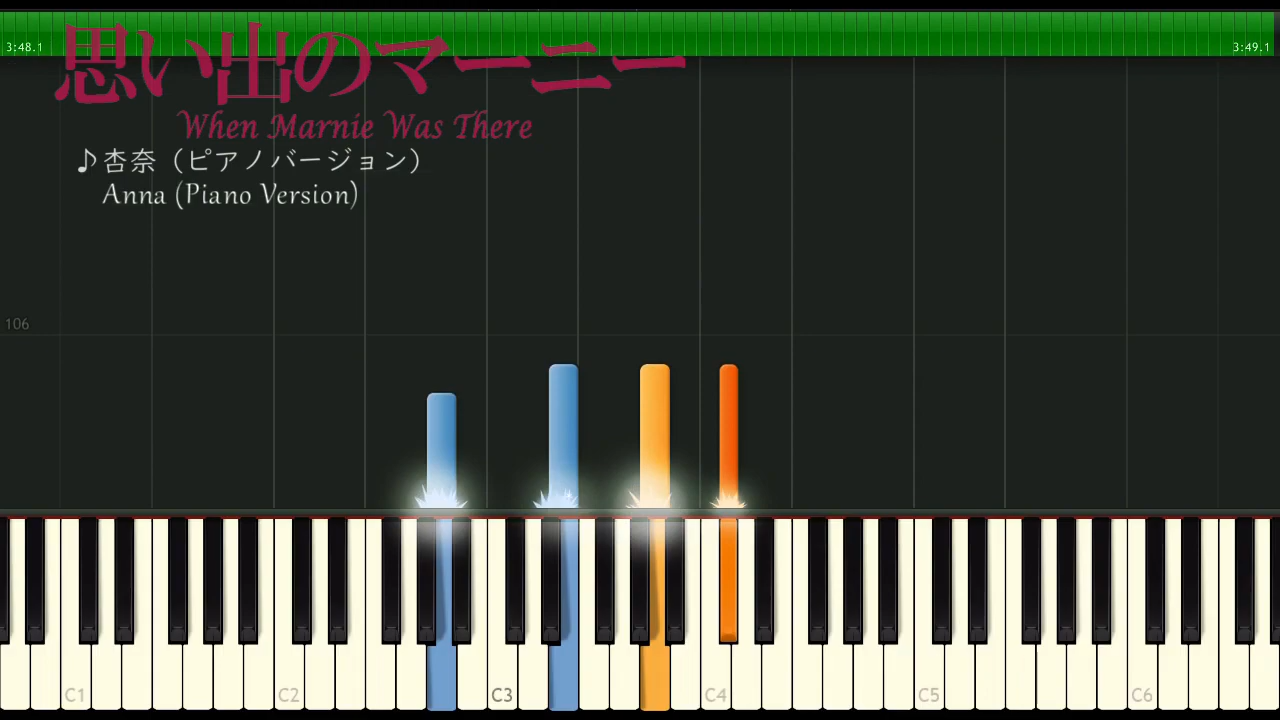 3:48.1
3:49.1
思い出のマーニー
When Marnie Was There
♪杏奈（ピアノバージョン）
Anna (Piano Version)
106
C1 C2 C3 C4 C5 C6